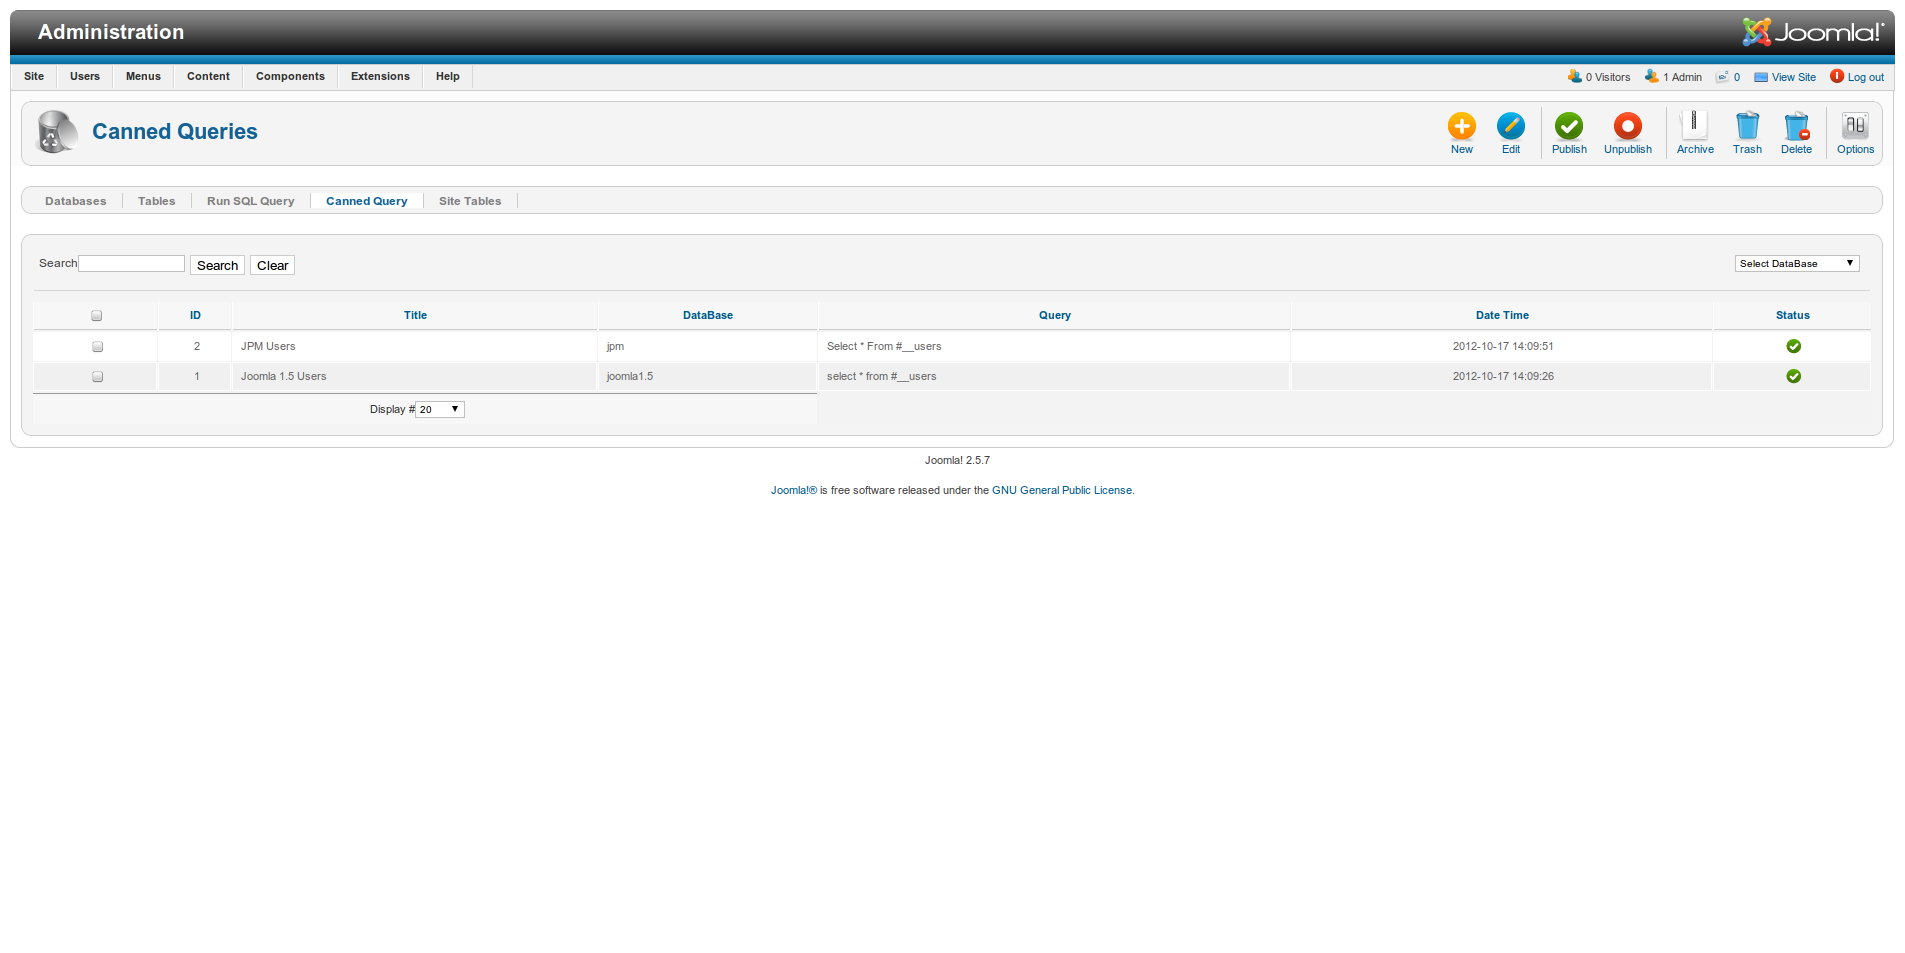 Administration
Joomla!
Site Users Menus Content Components Extensions Help
0 Visitors 1 Admin 0 View Site Log out
Canned Queries
New Edit Publish Unpublish Archive Trash Delete Options
Databases Tables Run SQL Query Canned Query Site Tables
Search Search Clear Select DataBase
ID Title DataBase Query Date Time Status
2 JPM Users jpm Select * From #__users 2012-10-17 14:09:51
1 Joomla 1.5 Users joomla1.5 select * from #__users 2012-10-17 14:09:26
Display # 20
Joomla! 2.5.7
Joomla!® is free software released under the GNU General Public License.